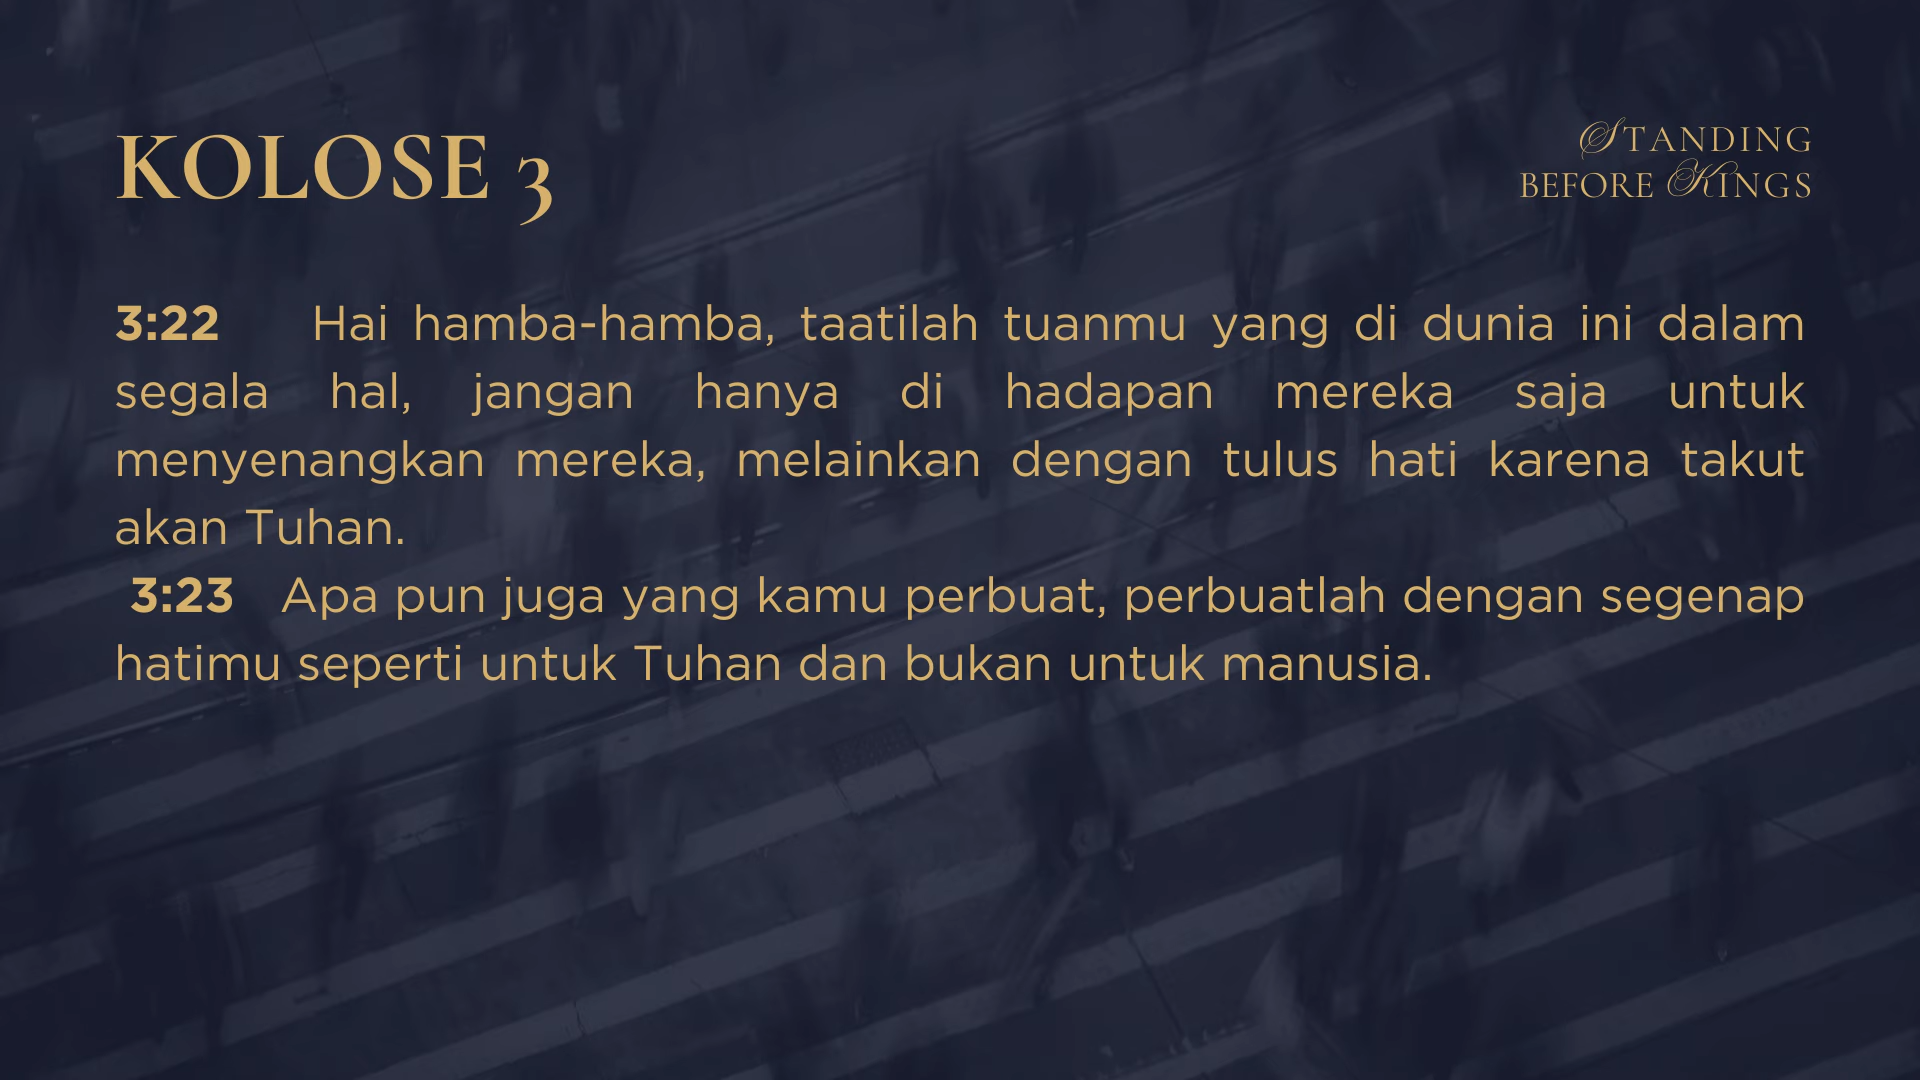 KOLOSE 3
STANDING
BEFORE KINGS
3:22 Hai hamba-hamba, taatilah tuanmu yang di dunia ini dalam
segala hal, jangan hanya di hadapan mereka saja untuk
menyenangkan mereka, melainkan dengan tulus hati karena takut
akan Tuhan.
3:23 Apa pun juga yang kamu perbuat, perbuatlah dengan segenap
hatimu seperti untuk Tuhan dan bukan untuk manusia.